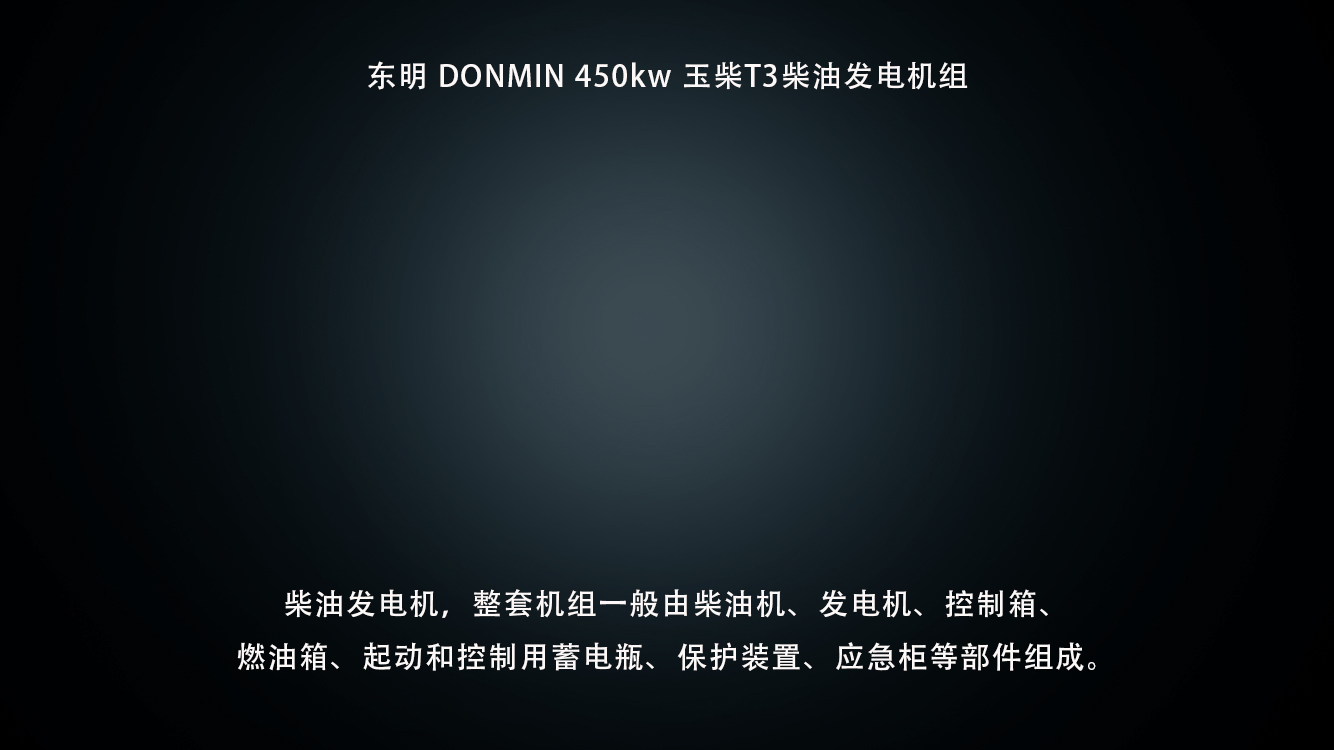 东明 DONMIN 450kw 玉柴T3柴油发电机组
柴油发电机，整套机组一般由柴油机、发电机、控制箱、
燃油箱、起动和控制用蓄电瓶、保护装置、应急柜等部件组成。